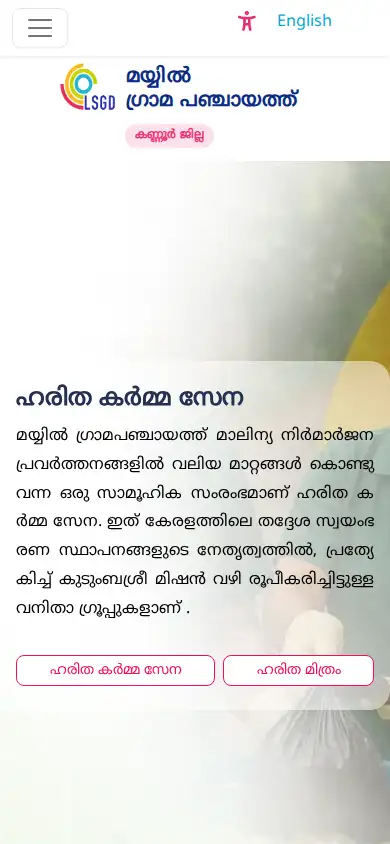 English
LSGD
മയ്യിൽ
ഗ്രാമ പഞ്ചായത്ത്
കണ്ണൂർ ജില്ല
ഹരിത കർമ്മ സേന
മയ്യിൽ ഗ്രാമപഞ്ചായത്ത് മാലിന്യ നിർമാർജന
പ്രവർത്തനങ്ങളിൽ വലിയ മാറ്റങ്ങൾ കൊണ്ടു
വന്ന ഒരു സാമൂഹിക സംരംഭമാണ് ഹരിത ക
ർമ്മ സേന. ഇത് കേരളത്തിലെ തദ്ദേശ സ്വയംഭ
രണ സ്ഥാപനങ്ങളുടെ നേതൃത്വത്തിൽ, പ്രത്യേ
കിച്ച് കുടുംബശ്രീ മിഷൻ വഴി രൂപീകരിച്ചിട്ടുള്ള
വനിതാ ഗ്രൂപ്പുകളാണ് .
ഹരിത കർമ്മ സേന
ഹരിത മിത്രം